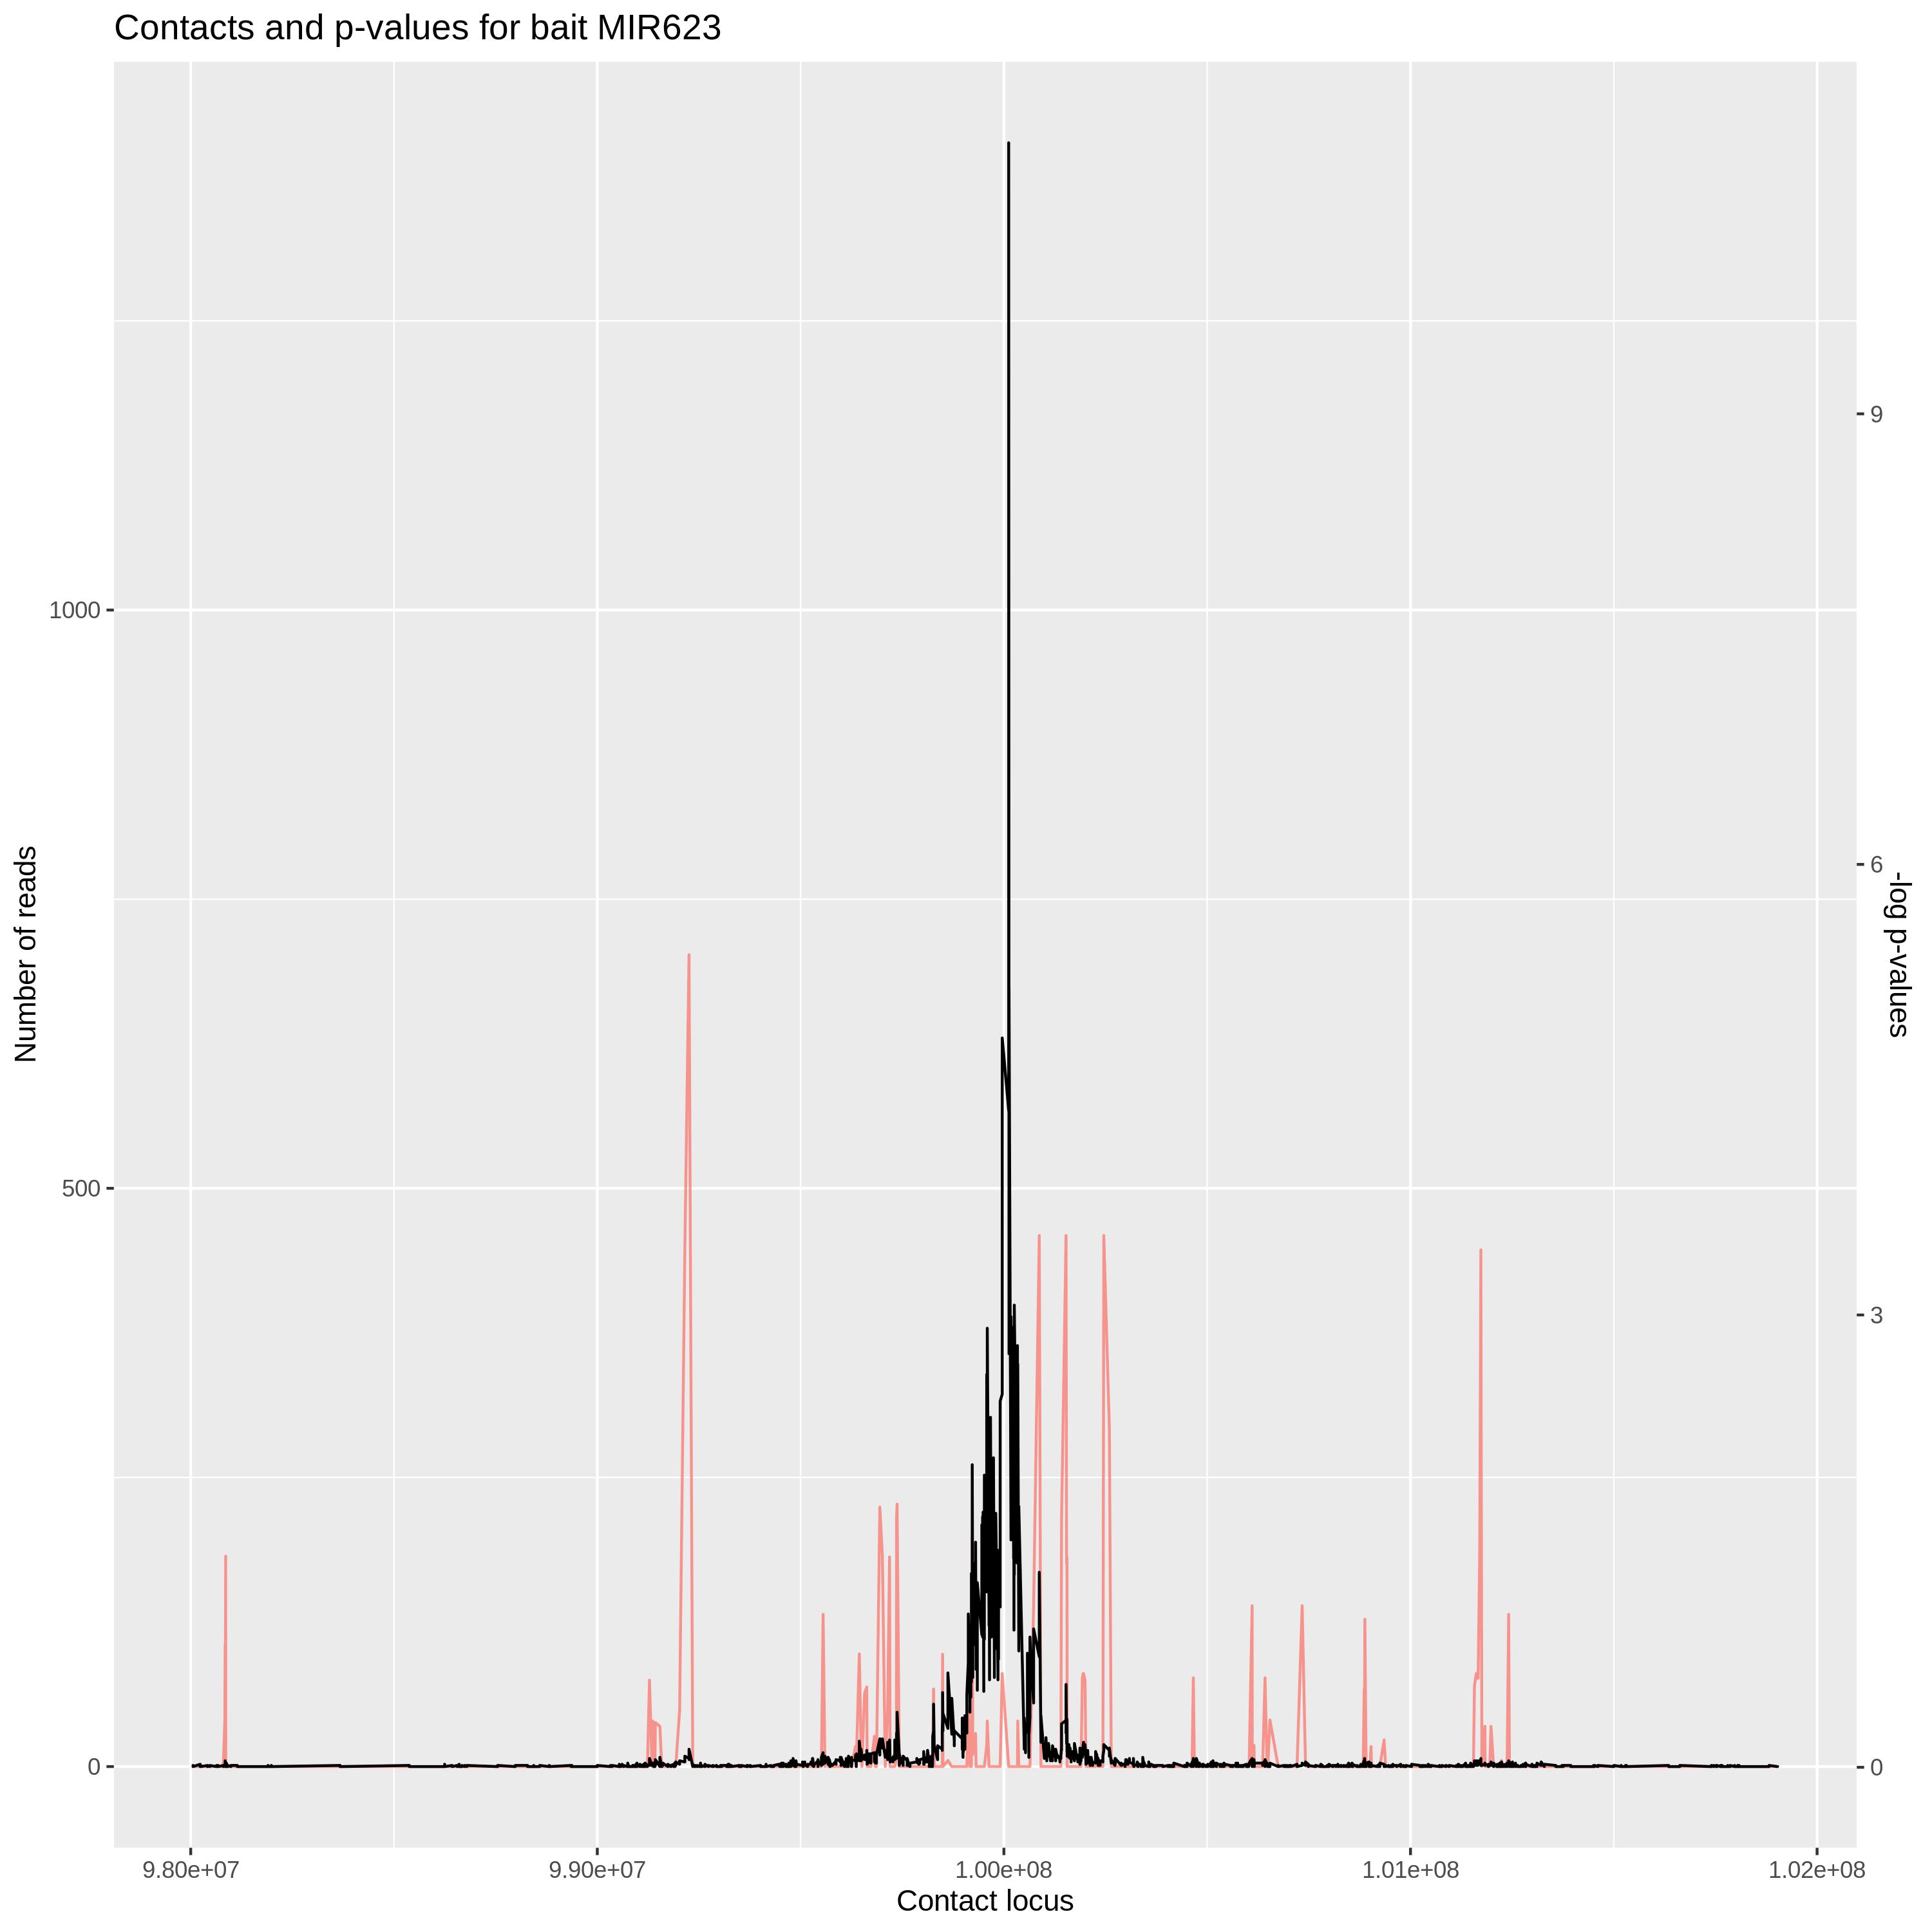 Contacts and p-values for bait MIR623
Number of reads
1000
500
0
9
6
3
0
-log p-values
9.80e+07
9.90e+07
1.00e+08
1.01e+08
1.02e+08
Contact locus